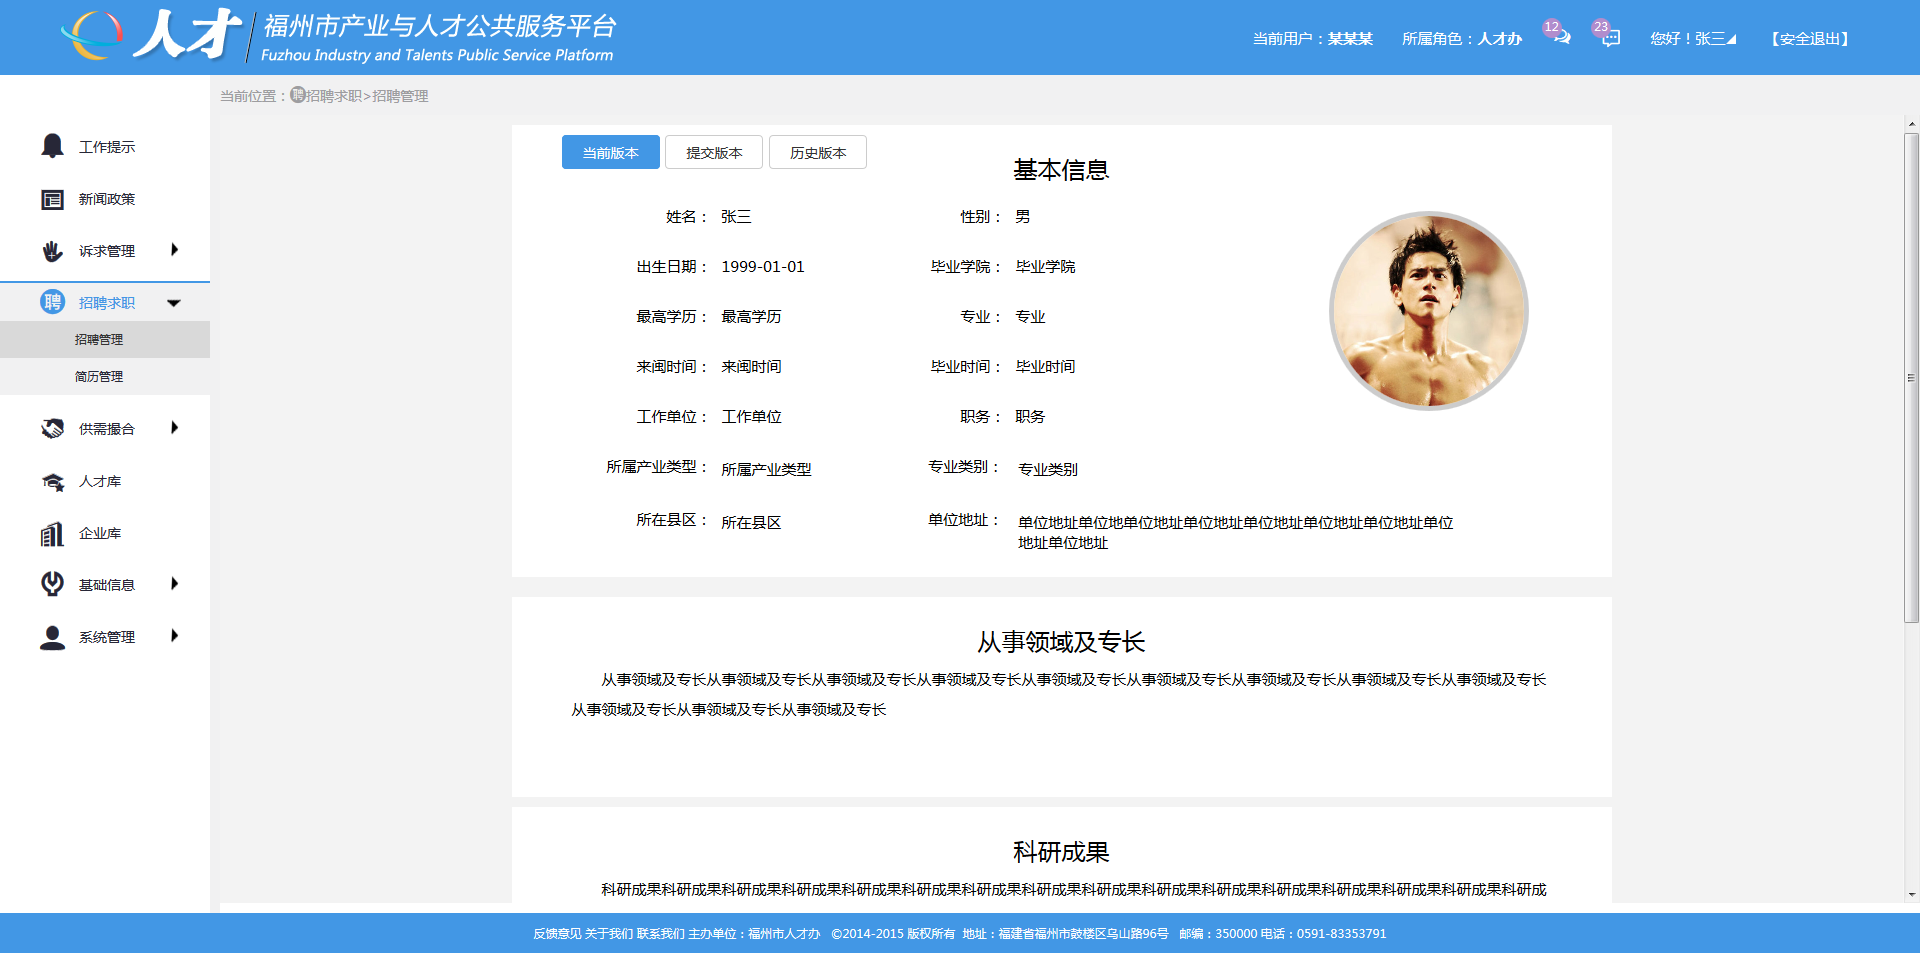 人才 福州市产业与人才公共服务平台
Fuzhou Industry and Talents Public Service Platform
当前用户：某某某 所属角色：人才办 12 23 您好！张三 【安全退出】
当前位置：聘招聘求职>招聘管理
工作提示
新闻政策
诉求管理
聘 招聘求职
招聘管理
简历管理
供需撮合
人才库
企业库
基础信息
系统管理
当前版本 提交版本 历史版本
基本信息
姓名： 张三 性别： 男
出生日期： 1999-01-01 毕业学院： 毕业学院
最高学历： 最高学历 专业： 专业
来闽时间： 来闽时间 毕业时间： 毕业时间
工作单位： 工作单位 职务： 职务
所属产业类型： 所属产业类型 专业类别： 专业类别
所在县区： 所在县区 单位地址： 单位地址单位地单位地址单位地址单位地址单位地址单位地址单位
地址单位地址
从事领域及专长
从事领域及专长从事领域及专长从事领域及专长从事领域及专长从事领域及专长从事领域及专长从事领域及专长从事领域及专长从事领域及专长
从事领域及专长从事领域及专长从事领域及专长
科研成果
科研成果科研成果科研成果科研成果科研成果科研成果科研成果科研成果科研成果科研成果科研成果科研成果科研成果科研成果科研成果科研成
反馈意见 关于我们 联系我们 主办单位：福州市人才办 ©2014-2015 版权所有 地址：福建省福州市鼓楼区乌山路96号 邮编：350000 电话：0591-83353791